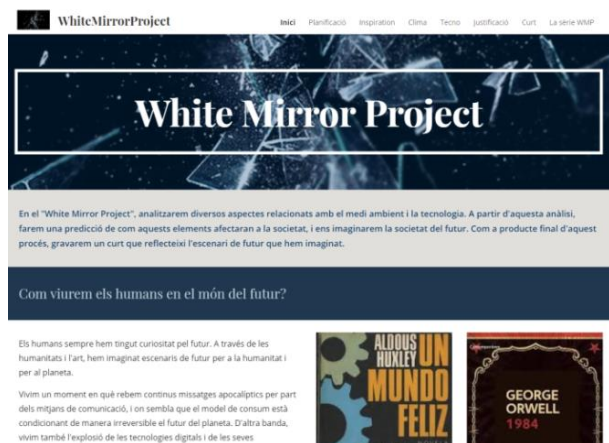 WhiteMirrorProject
Inici Planificació Inspiration Clima Tecno Justificació Curt La sèrie WMP
White Mirror Project
En el "White Mirror Project", analitzarem diversos aspectes relacionats amb el medi ambient i la tecnologia. A partir d'aquesta anàlisi,
farem una predicció de com aquests elements afectaran a la societat, i ens imaginarem la societat del futur. Com a producte final d'aquest
procés, gravarem un curt que reflecteixi l'escenari de futur que hem imaginat.
Com viurem els humans en el món del futur?
Els humans sempre hem tingut curiositat pel futur. A través de les
humanitats i l'art, hem imaginat escenaris de futur per a la humanitat i
per al planeta.
Vivim un moment en què rebem continus missatges apocalíptics per part
dels mitjans de comunicació, i on sembla que el model de consum està
condicionant de manera irreversible el futur del planeta. D'altra banda,
vivim també l'explosió de les tecnologies digitals i de les seves
ALDOUS
HUXLEY UN
MUNDO
FELIZ
GEORGE
ORWELL
1984